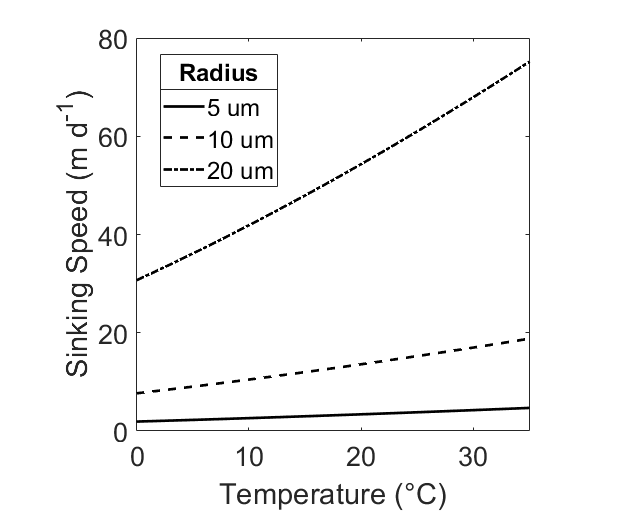 80
60
40
20
0
Sinking Speed (m d⁻¹)
Radius
5 um
10 um
20 um
0 10 20 30
Temperature (°C)